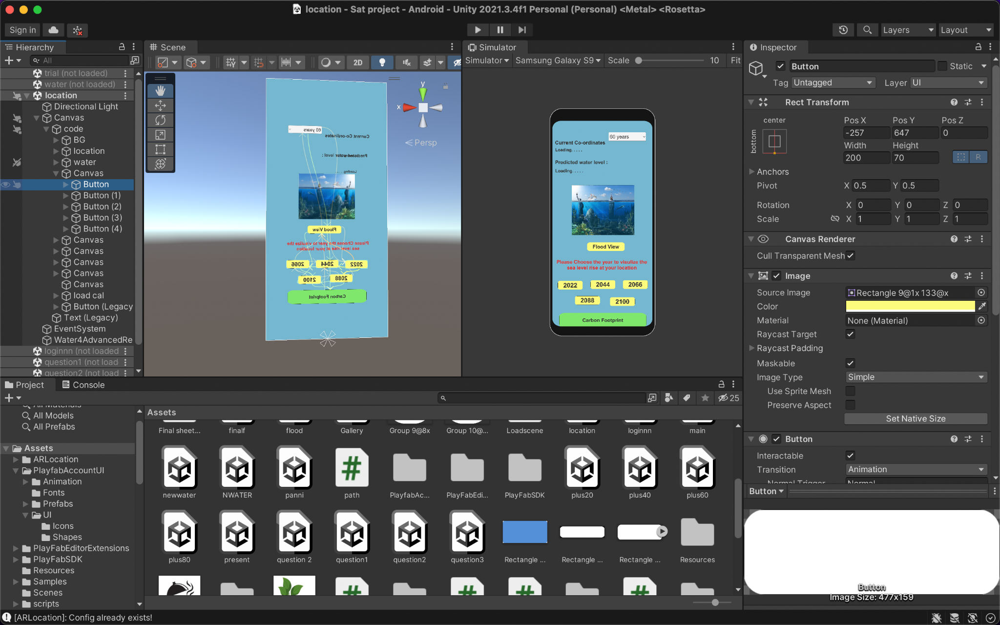 location - Sat project - Android - Unity 2021.3.4f1 Personal (Personal) <Metal> <Rosetta>
Sign in
Layers
Layout
Hierarchy
All
trial (not loaded)
water (not loaded)
location
Directional Light
Canvas
code
BG
location
water
Canvas
Button
Button (1)
Button (2)
Button (3)
Button (4)
Canvas
Canvas
Canvas
Canvas
Canvas
load cal
Button (Legacy
Text (Legacy)
EventSystem
Water4AdvancedRe
loginnn (not loaded
question1 (not load
question2 (not load
Scene
2D
y
x
Persp
60 years
Current Co-ordinates
Predicted water level :
Loading. . . .
Flood View
Please Choose the year to visulize the
sea level rise at your location
2022
2044
2066
2088
2100
Carbon Footprint
Simulator
Simulator
Samsung Galaxy S9
Scale
10
Fit
60 years
Current Co-ordinates
Loading. . . . .
Predicted water level :
Loading. . . . .
Flood View
Please Choose the year to visulize the
sea level rise at your location
2022
2044
2066
2088
2100
Carbon Footprint
Inspector
Button
Static
Tag
Untagged
Layer
UI
Rect Transform
center
bottom
Pos X
Pos Y
Pos Z
-257
647
0
Width
Height
200
70
R
Anchors
Pivot
X 0.5
Y 0.5
Rotation
X 0
Y 0
Z 0
Scale
X 1
Y 1
Z 1
Canvas Renderer
Cull Transparent Mesh
Image
Source Image
Rectangle 9@1x 133@x
Color
Material
None (Material)
Raycast Target
Raycast Padding
Maskable
Image Type
Simple
Use Sprite Mesh
Preserve Aspect
Set Native Size
Button
Interactable
Transition
Animation
Normal Trigger
Normal
Button
Button
Image Size: 477x159
Project
Console
25
All Materials
All Models
All Prefabs
Assets
ARLocation
PlayfabAccountUI
Animation
Fonts
Prefabs
UI
Icons
Shapes
PlayFabEditorExtensions
PlayFabSDK
Resources
Samples
Scenes
scripts
Assets
Final sheet...
finalf
flood
Gallery
Group 9@8x
Group 10@...
Loadscene
location
loginnn
main
newwater
NWATER
panni
path
PlayfabAc...
PlayFabEdi...
PlayFabSDK
plus20
plus40
plus60
plus80
present
question 2
question1
question2
question3
Rectangle ...
Rectangle ...
Rectangle ...
Resources
[ARLocation]: Config already exists!